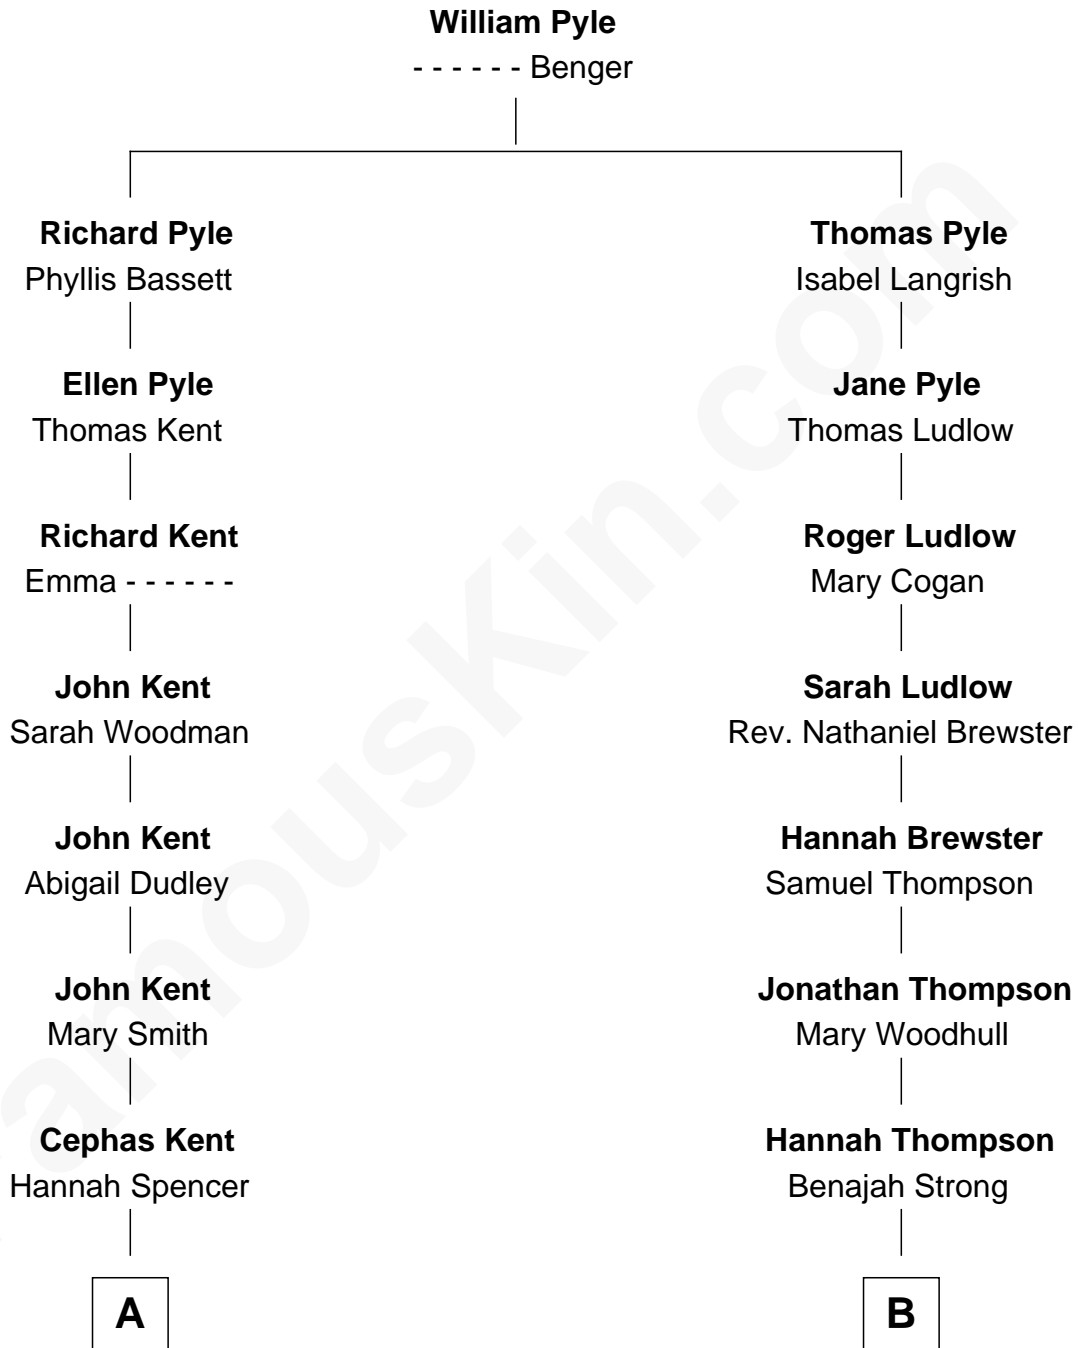 William Pyle
- - - - - - Benger
Richard Pyle
Phyllis Bassett
Thomas Pyle
Isabel Langrish
Ellen Pyle
Thomas Kent
Jane Pyle
Thomas Ludlow
Richard Kent
Emma - - - - - -
Roger Ludlow
Mary Cogan
John Kent
Sarah Woodman
Sarah Ludlow
Rev. Nathaniel Brewster
John Kent
Abigail Dudley
Hannah Brewster
Samuel Thompson
John Kent
Mary Smith
Jonathan Thompson
Mary Woodhull
Cephas Kent
Hannah Spencer
Hannah Thompson
Benajah Strong
A
B
amouskin.com